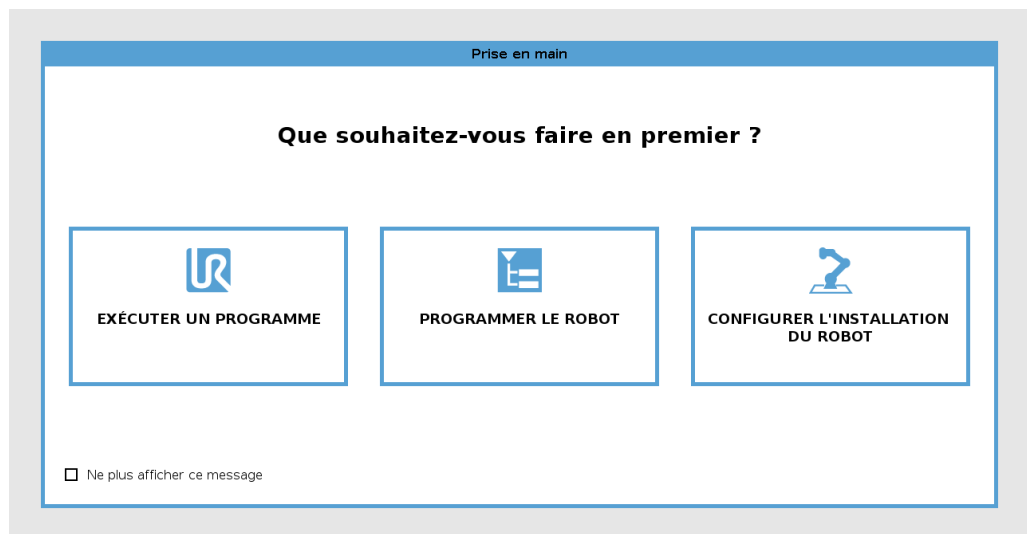 Prise en main
Que souhaitez-vous faire en premier ?
EXÉCUTER UN PROGRAMME
PROGRAMMER LE ROBOT
CONFIGURER L'INSTALLATION
DU ROBOT
Ne plus afficher ce message